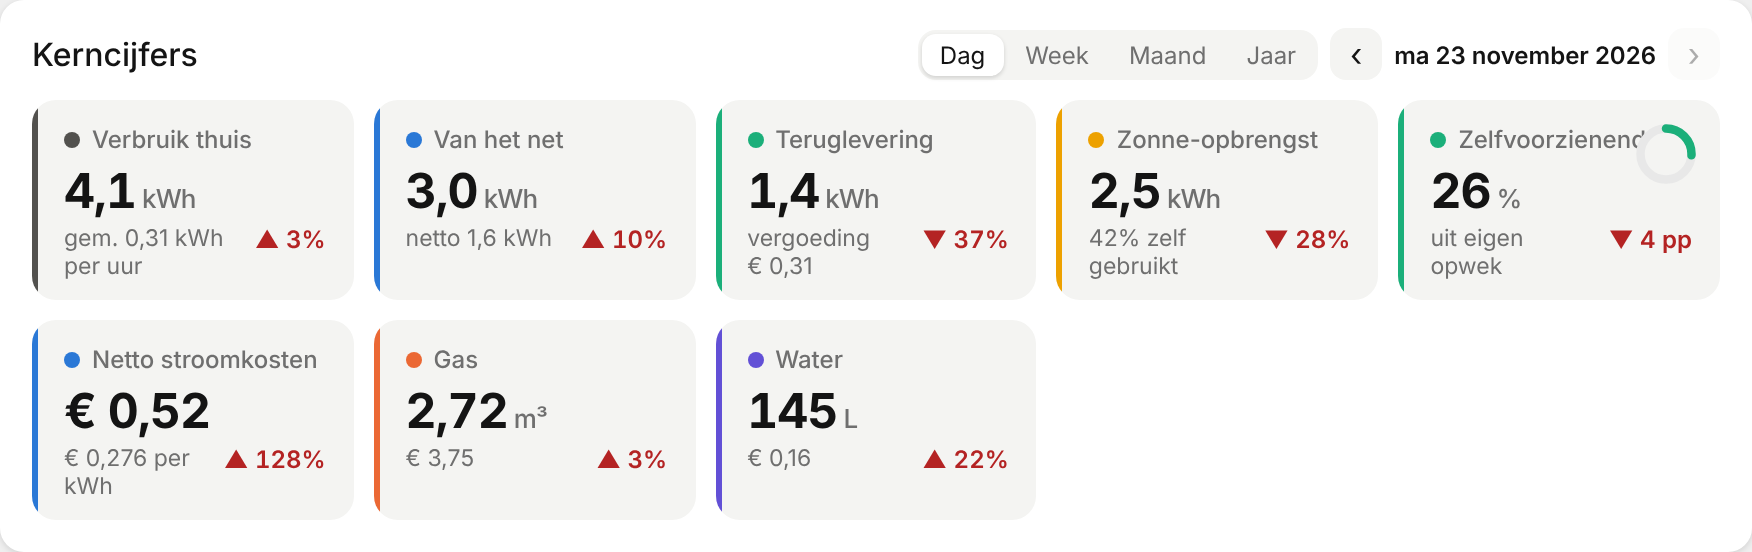 Kerncijfers
Dag Week Maand Jaar ‹ ma 23 november 2026 ›
Verbruik thuis
4,1 kWh
gem. 0,31 kWh per uur
▲ 3%
Van het net
3,0 kWh
netto 1,6 kWh
▲ 10%
Teruglevering
1,4 kWh
vergoeding
€ 0,31
▼ 37%
Zonne-opbrengst
2,5 kWh
42% zelf
gebruikt
▼ 28%
Zelfvoorzienend
26 %
uit eigen
opwek
▼ 4 pp
Netto stroomkosten
€ 0,52
€ 0,276 per
kWh
▲ 128%
Gas
2,72 m³
€ 3,75
▲ 3%
Water
145 L
€ 0,16
▲ 22%